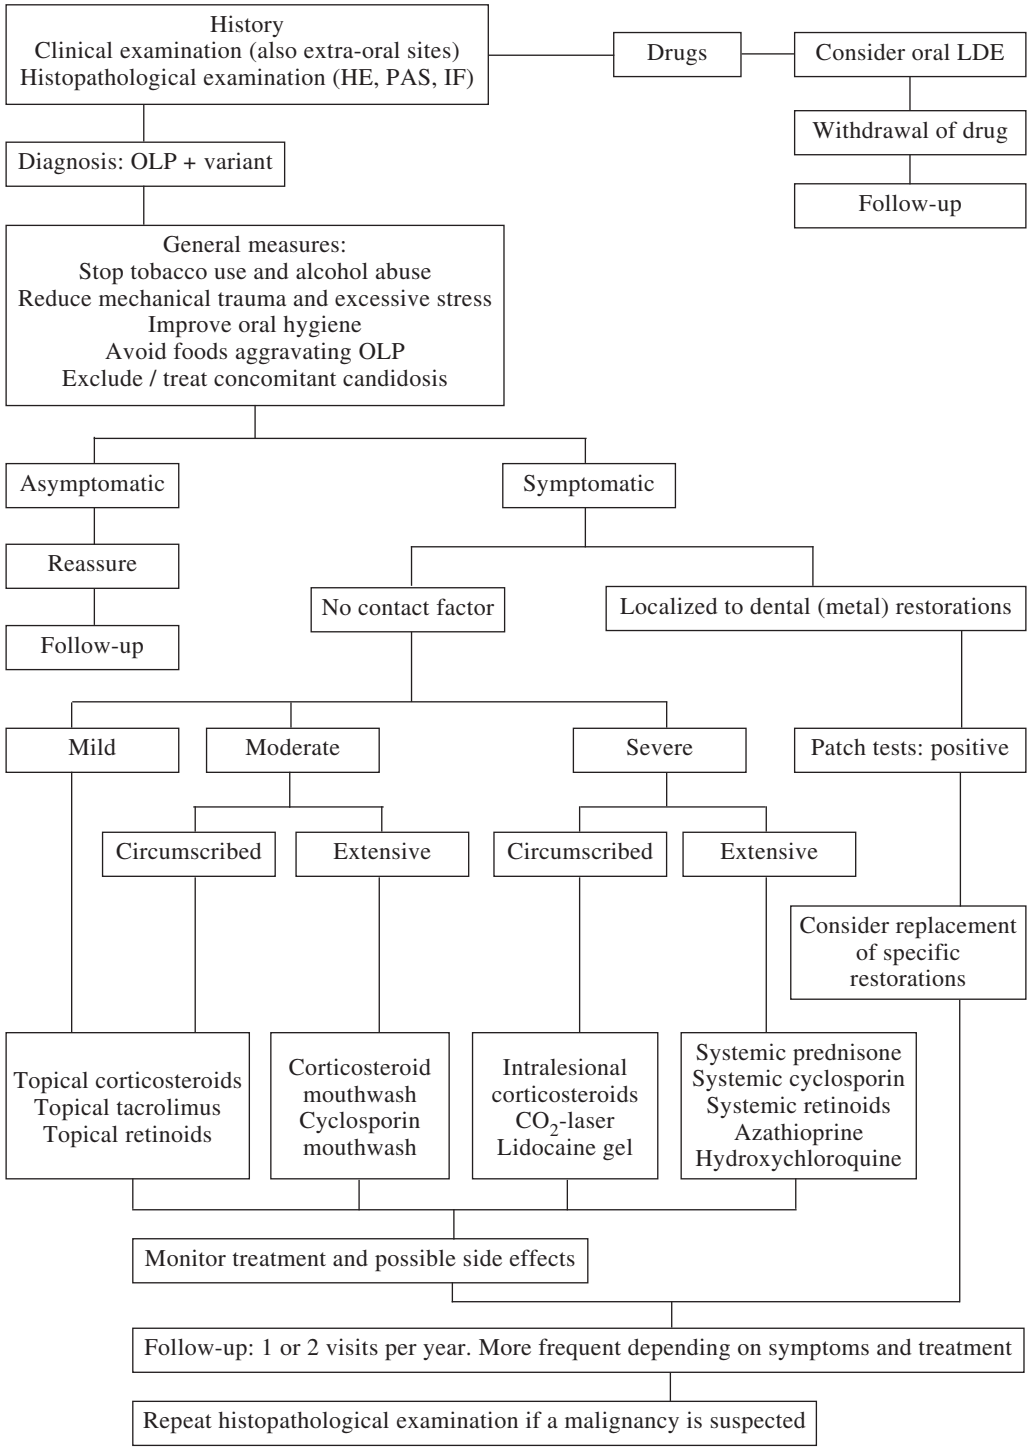 History
Clinical examination (also extra-oral sites)
Histopathological examination (HE, PAS, IF)
Drugs
Consider oral LDE
Withdrawal of drug
Follow-up
Diagnosis: OLP + variant
General measures:
Stop tobacco use and alcohol abuse
Reduce mechanical trauma and excessive stress
Improve oral hygiene
Avoid foods aggravating OLP
Exclude / treat concomitant candidosis
Asymptomatic
Reassure
Follow-up
Symptomatic
No contact factor
Localized to dental (metal) restorations
Mild
Moderate
Severe
Patch tests: positive
Circumscribed
Extensive
Circumscribed
Extensive
Consider replacement
of specific
restorations
Topical corticosteroids
Topical tacrolimus
Topical retinoids
Corticosteroid
mouthwash
Cyclosporin
mouthwash
Intralesional
corticosteroids
CO2-laser
Lidocaine gel
Systemic prednisone
Systemic cyclosporin
Systemic retinoids
Azathioprine
Hydroxychloroquine
Monitor treatment and possible side effects
Follow-up: 1 or 2 visits per year. More frequent depending on symptoms and treatment
Repeat histopathological examination if a malignancy is suspected